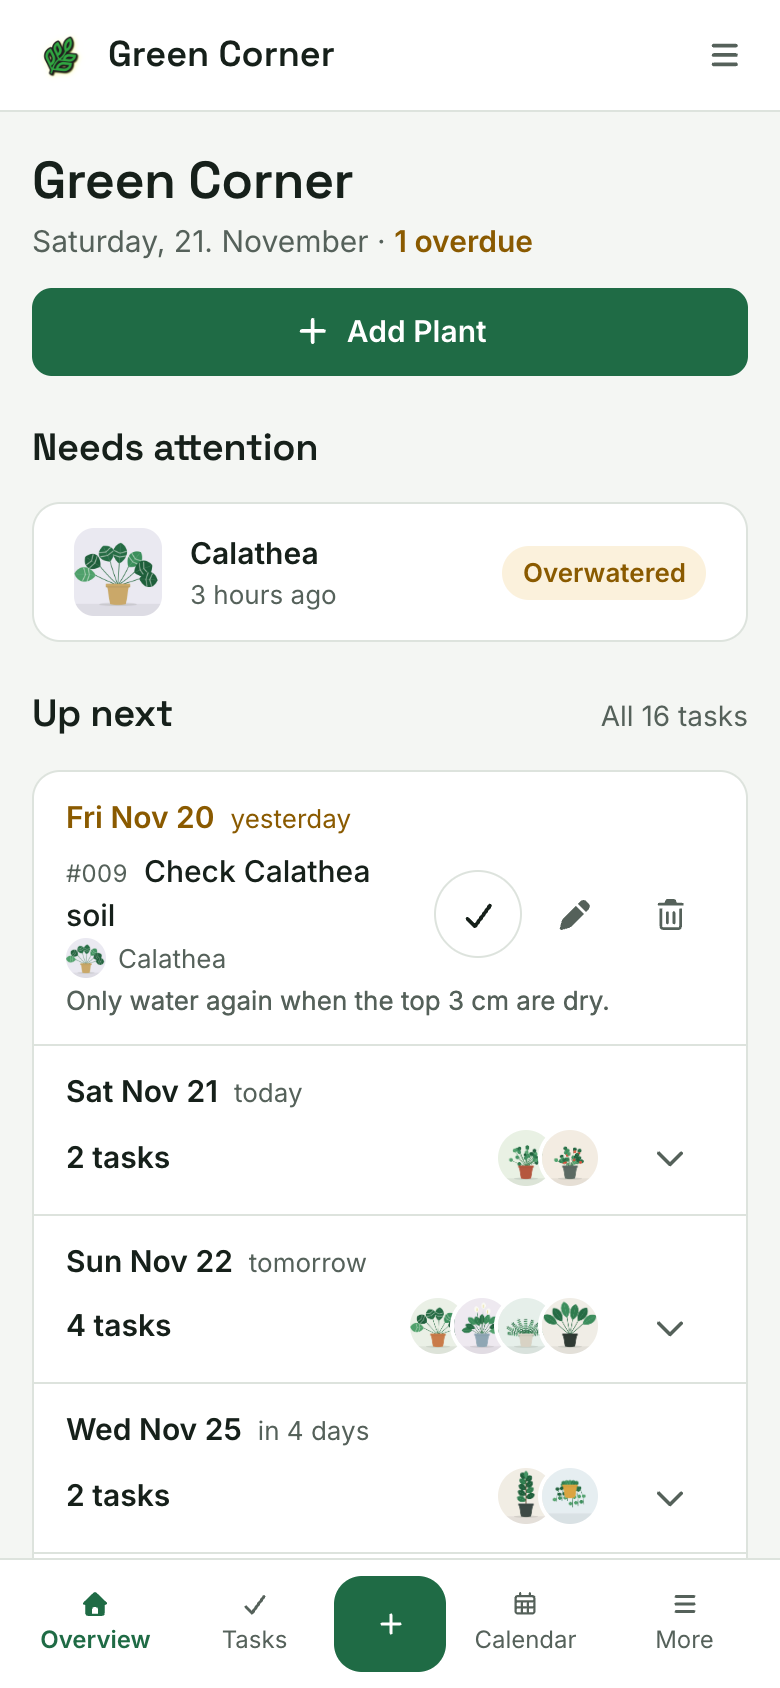 Green Corner
Green Corner
Saturday, 21. November · 1 overdue
+ Add Plant
Needs attention
Calathea
3 hours ago
Overwatered
Up next
All 16 tasks
Fri Nov 20 yesterday
#009 Check Calathea
soil
Calathea
Only water again when the top 3 cm are dry.
Sat Nov 21 today
2 tasks
Sun Nov 22 tomorrow
4 tasks
Wed Nov 25 in 4 days
2 tasks
Overview
Tasks
+
Calendar
More